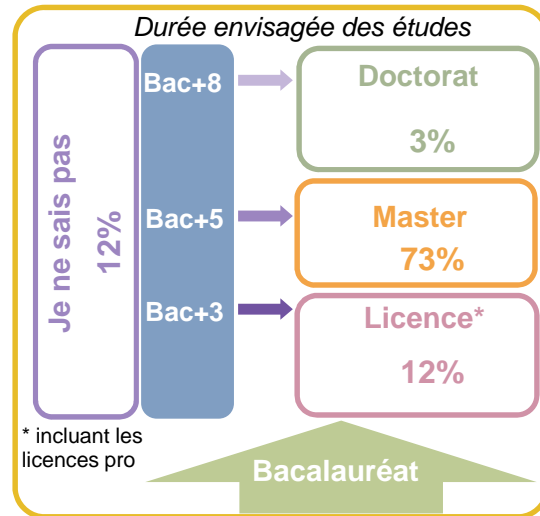 Durée envisagée des études
Je ne sais pas
12%
Bac+8
Doctorat
3%
Bac+5
Master
73%
Bac+3
Licence*
12%
* incluant les
licences pro
Bacalauréat